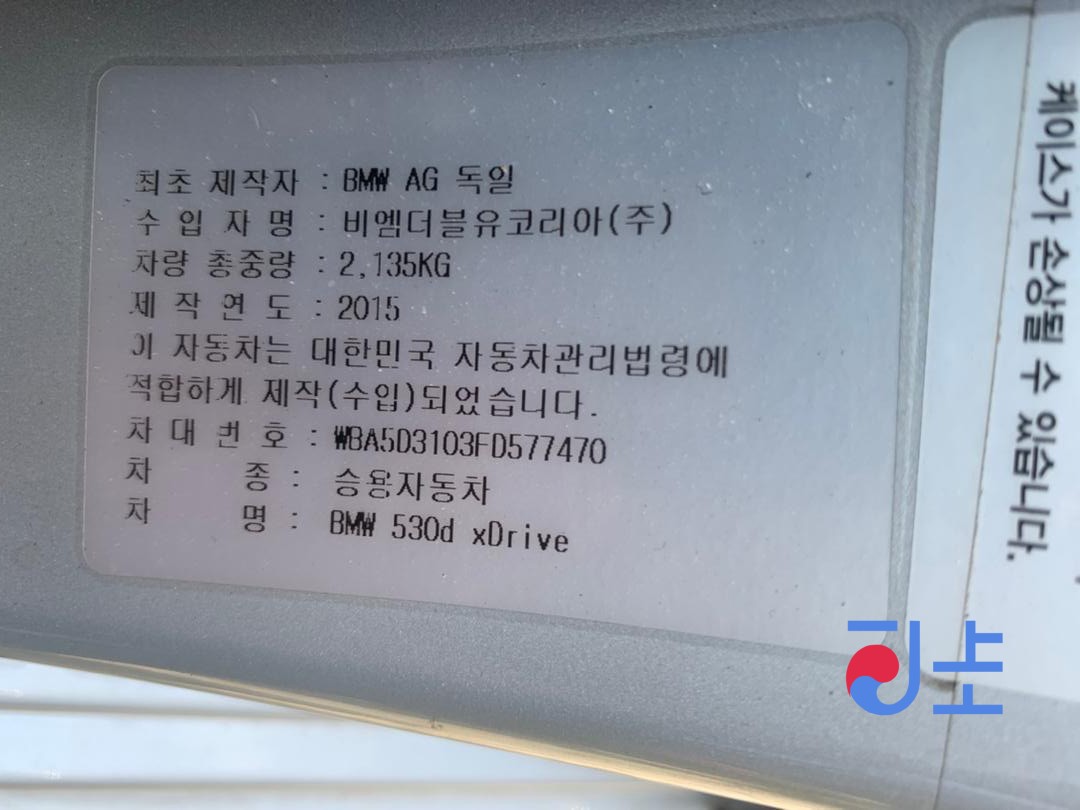 최초 제작자 : BMW AG 독일
수 입 자 명 : 비엠더블유코리아(주)
차량 총중량 : 2,135KG
제 작 연 도 : 2015
이 자동차는 대한민국 자동차관리법령에
적합하게 제작(수입)되었습니다.
차 대 번 호 : WBA5D3103FD577470
차 종 : 승용자동차
차 명 : BMW 530d xDrive
케이스가 손상될 수 있습니다.